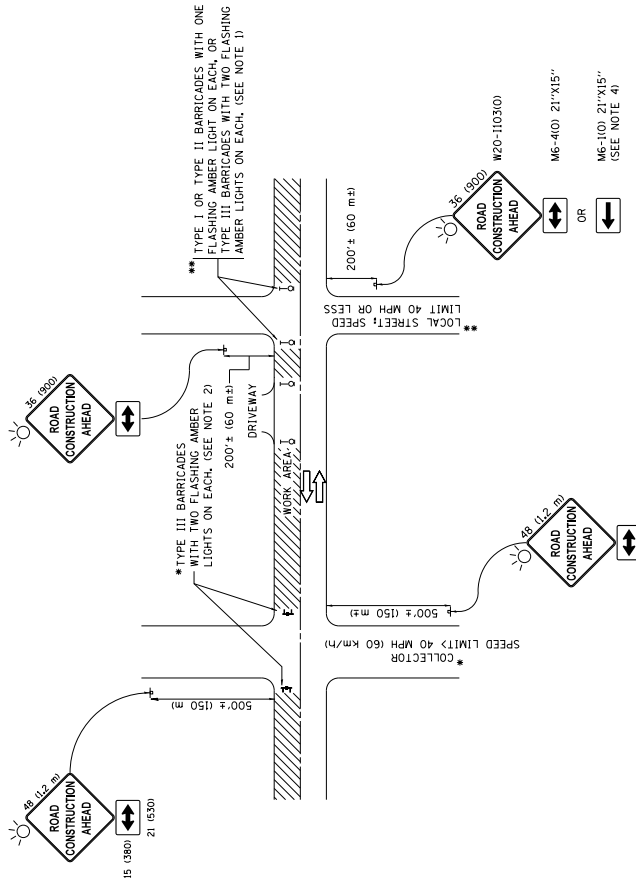 36 (900)
ROAD
CONSTRUCTION
AHEAD
** TYPE I OR TYPE II BARRICADES WITH ONE
FLASHING AMBER LIGHT ON EACH, OR
TYPE III BARRICADES WITH TWO FLASHING
AMBER LIGHTS ON EACH. (SEE NOTE 1)
* TYPE III BARRICADES
WITH TWO FLASHING AMBER
LIGHTS ON EACH. (SEE NOTE 2)
200'± (60 m±)
DRIVEWAY
WORK AREA
48 (1.2 m)
ROAD
CONSTRUCTION
AHEAD
15 (380)
21 (530)
500'± (150 m)
* COLLECTOR
SPEED LIMIT> 40 MPH (60 km/h)
500'± (150 m±)
48 (1.2 m)
ROAD
CONSTRUCTION
AHEAD
** LOCAL STREET; SPEED
LIMIT 40 MPH OR LESS
200'± (60 m±)
36 (900)
ROAD
CONSTRUCTION
AHEAD
W20-1103(O)
M6-4(O) 21"X15"
OR
M6-1(O) 21"X15"
(SEE NOTE 4)